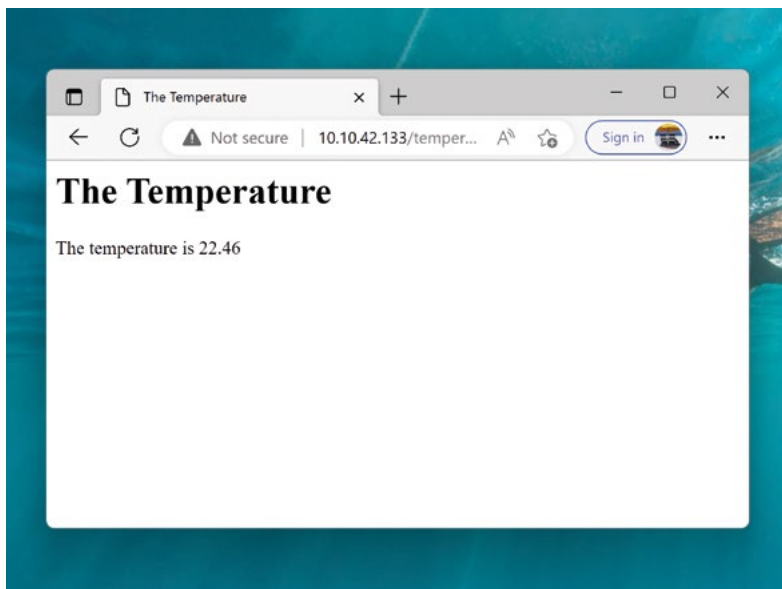 The Temperature
Not secure | 10.10.42.133/temper... A Sign in
The Temperature
The temperature is 22.46